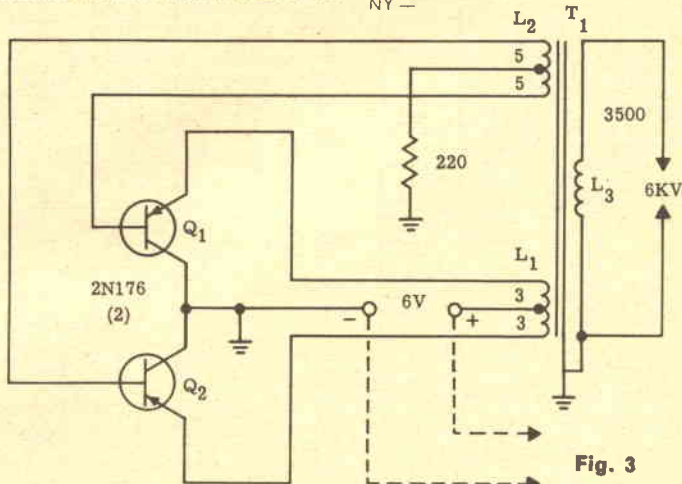 NY —
L2 T1
5
5
3500
220
L3 6KV
Q1
L1
2N176
(2)
3
6V
3
− +
Q2
Fig. 3